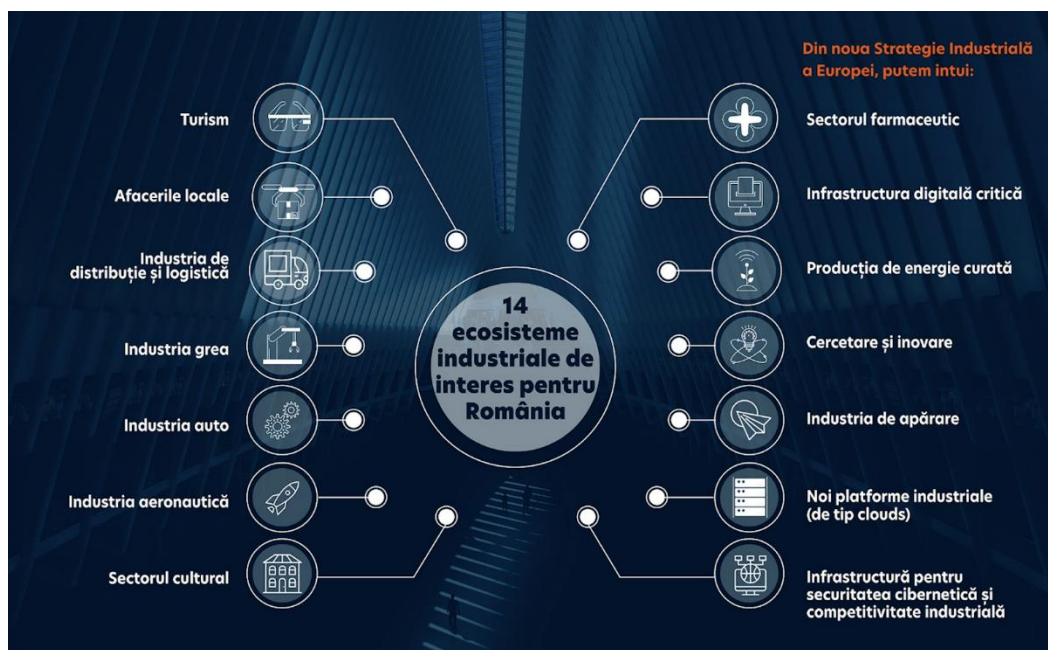 Din noua Strategie Industrială
a Europei, putem intui:
Turism
Afacerile locale
Industria de
distribuție și logistică
Industria grea
Industria auto
Industria aeronautică
Sectorul cultural
14
ecosisteme
industriale de
interes pentru
România
Sectorul farmaceutic
Infrastructura digitală critică
Producția de energie curată
Cercetare și inovare
Industria de apărare
Noi platforme industriale
(de tip clouds)
Infrastructură pentru
securitatea cibernetică și
competitivitate industrială